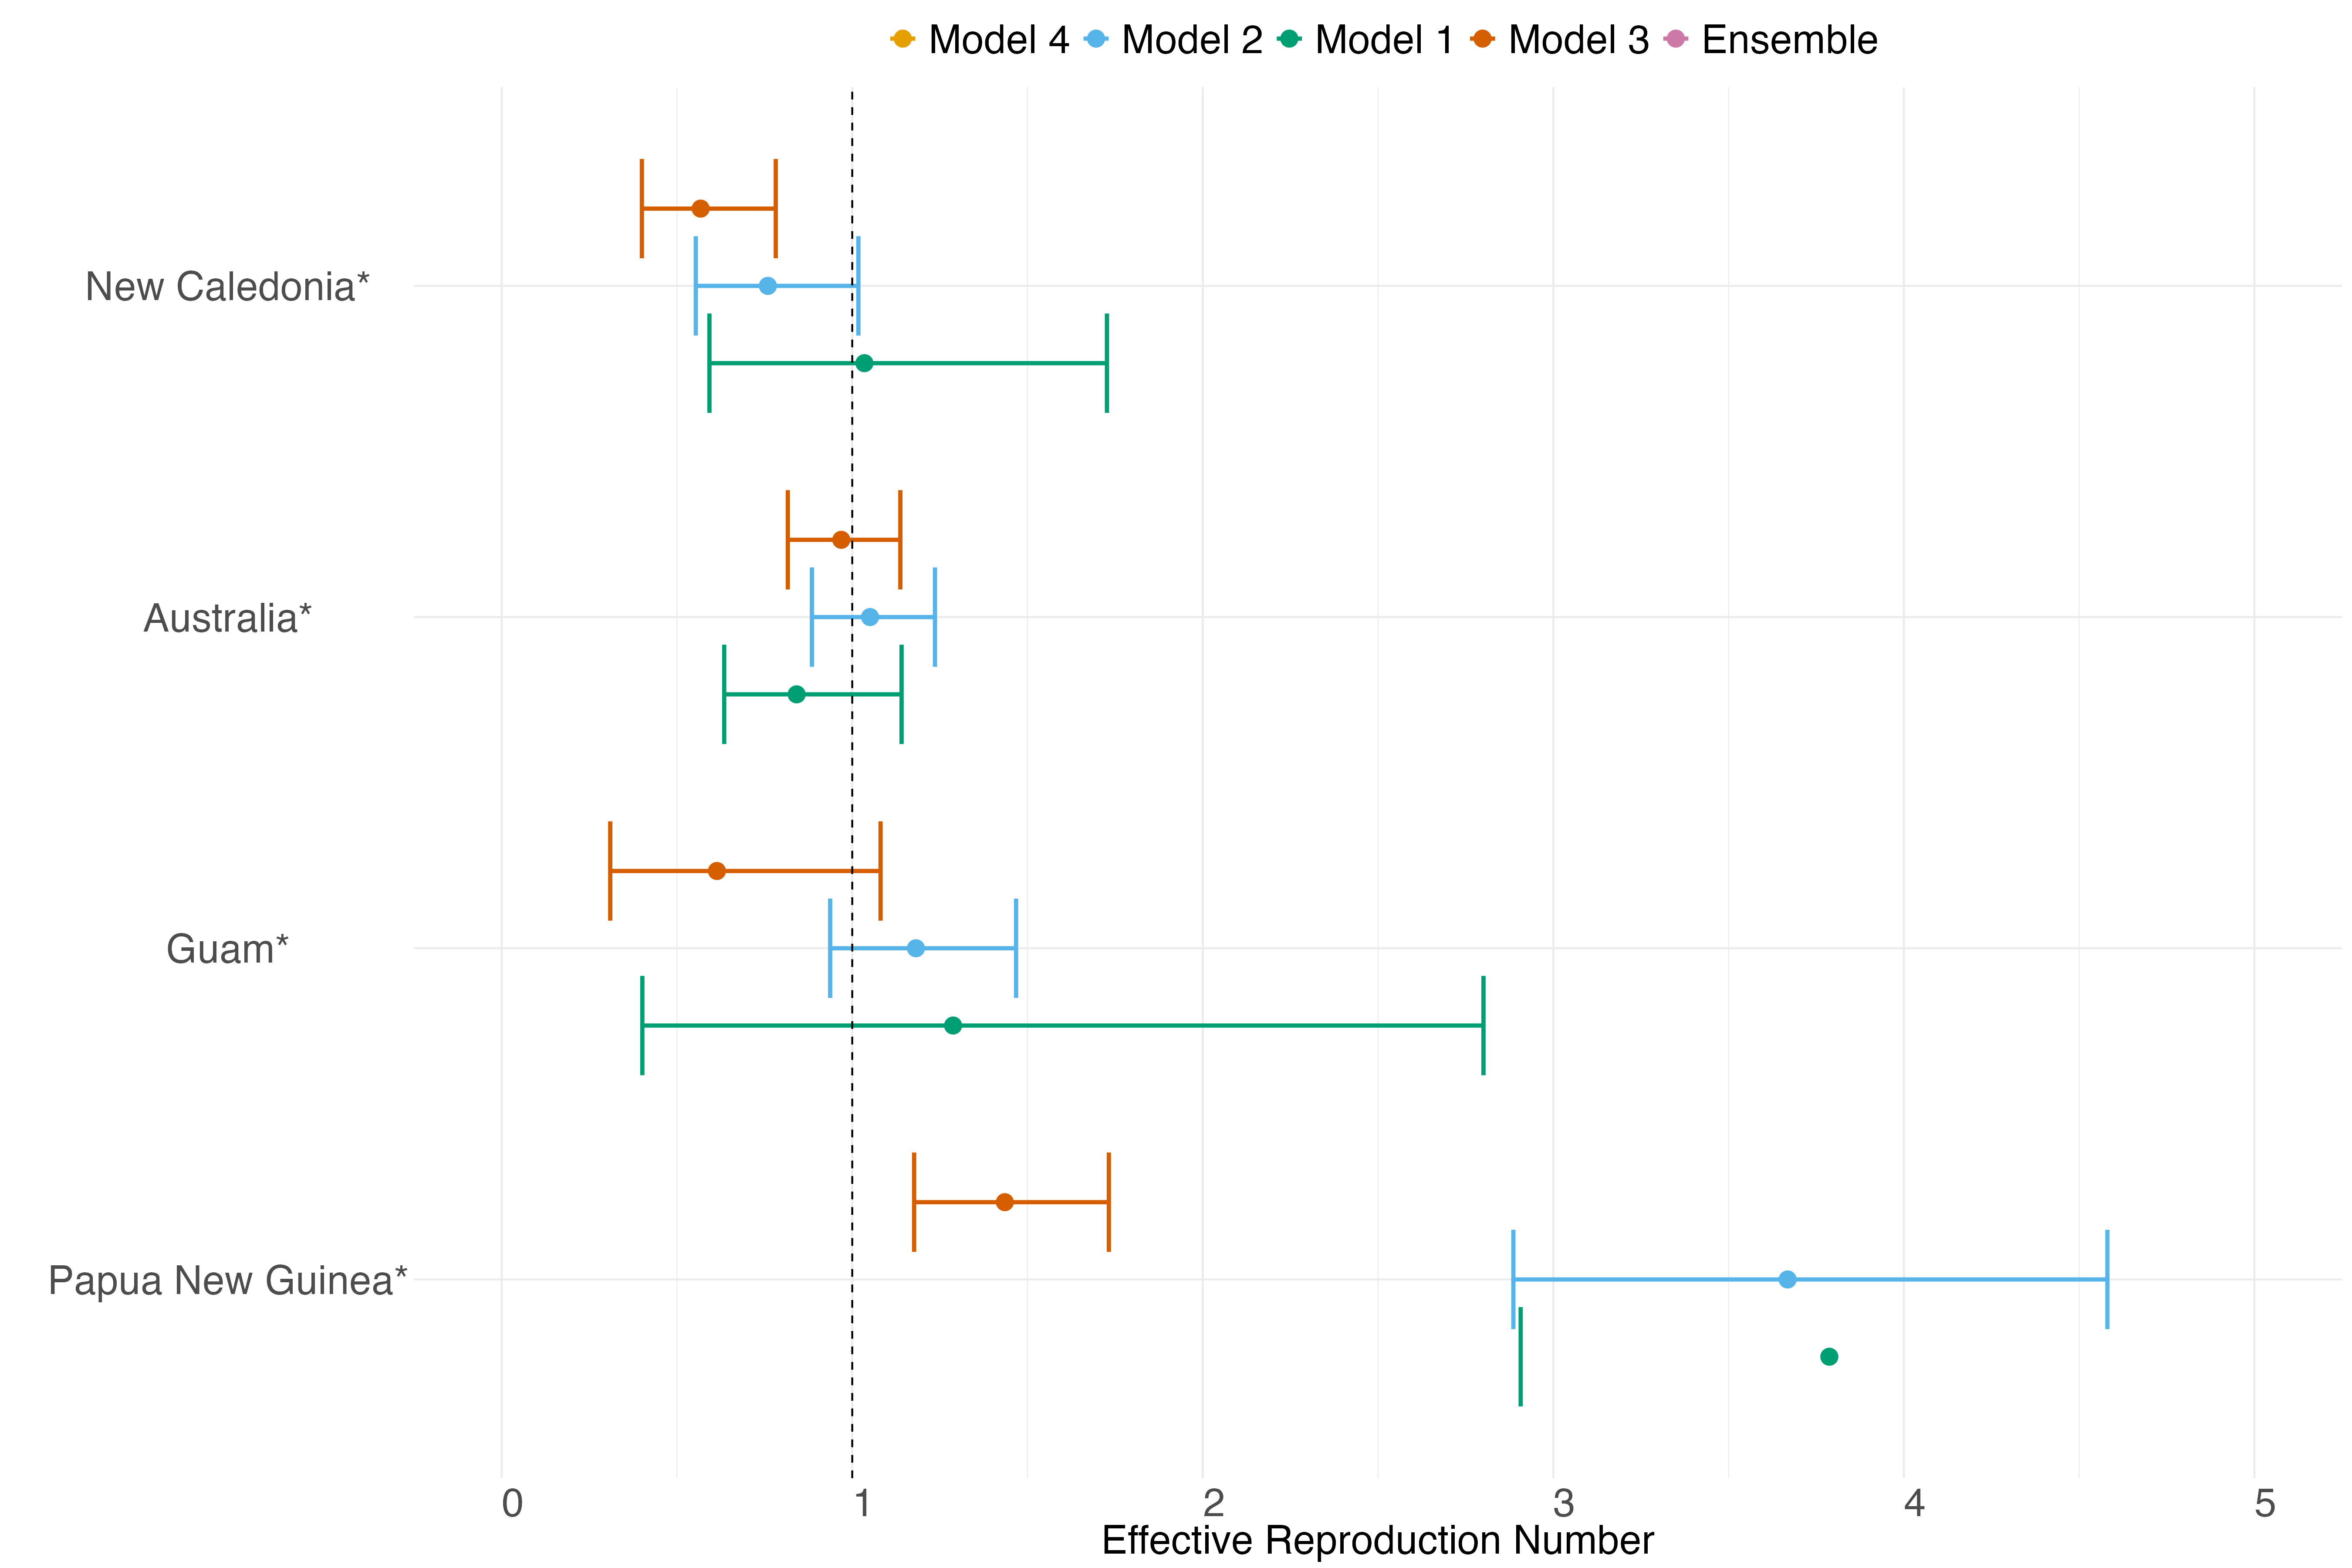 Model 4 Model 2 Model 1 Model 3 Ensemble
New Caledonia*
Australia*
Guam*
Papua New Guinea*
0 1 2 3 4 5
Effective Reproduction Number